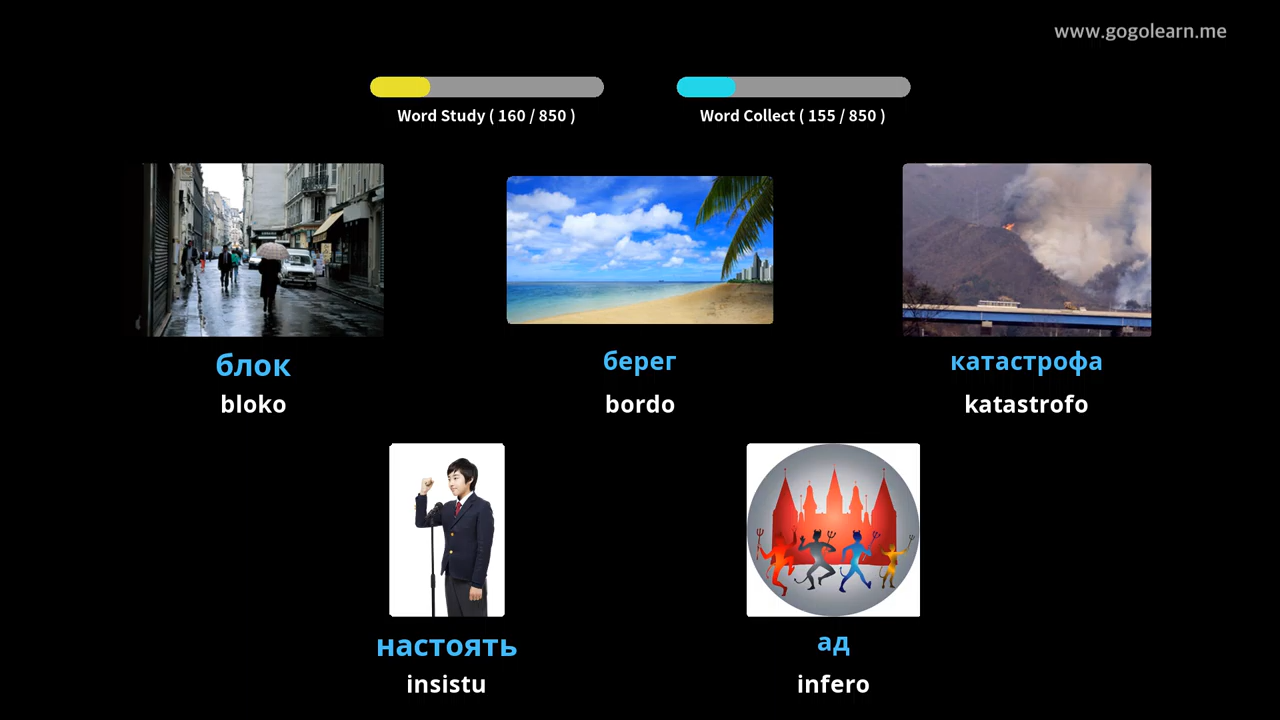 www.gogolearn.me
Word Study ( 160 / 850 )
Word Collect ( 155 / 850 )
блок
bloko
берег
bordo
катастрофа
katastrofo
настоять
insistu
ад
infero